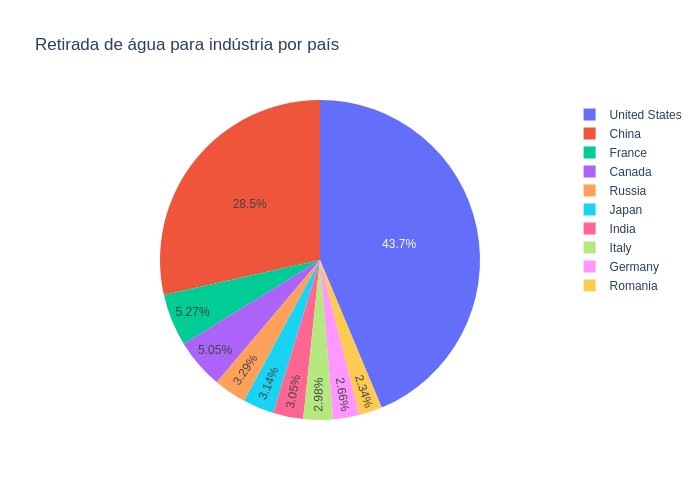 Retirada de água para indústria por país
43.7%
28.5%
5.27%
5.05%
3.29%
3.14%
3.05%
2.98%
2.66%
2.34%
United States
China
France
Canada
Russia
Japan
India
Italy
Germany
Romania